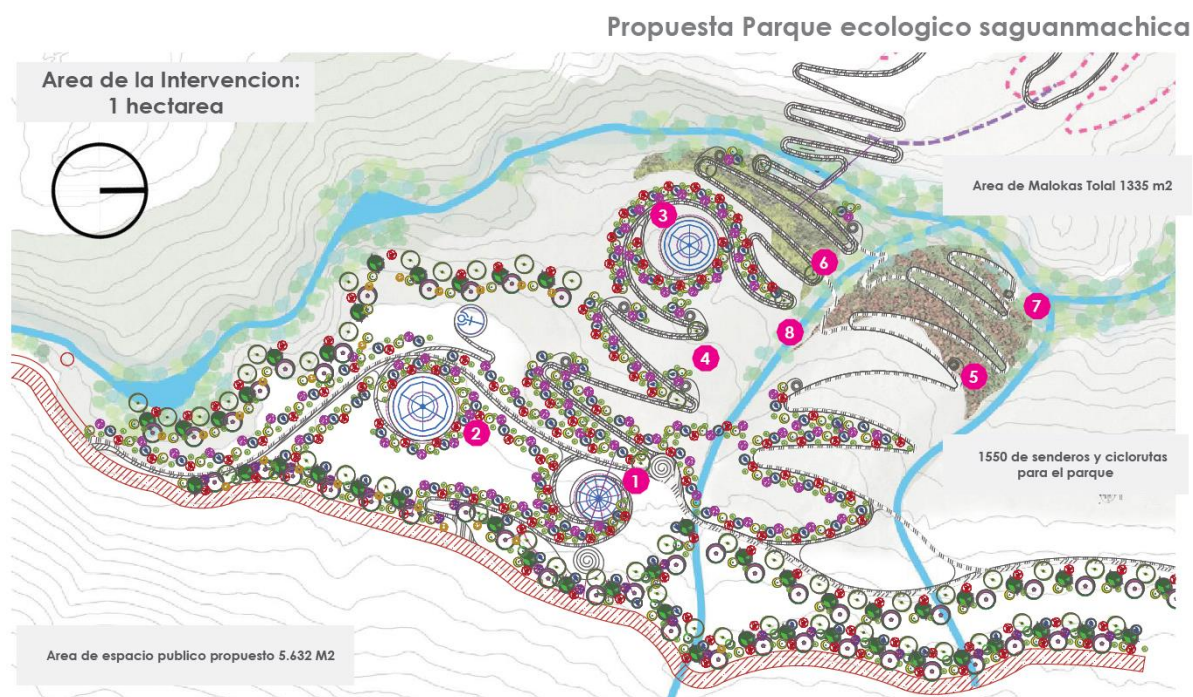 Propuesta Parque ecologico saguanmachica
Area de la Intervencion:
1 hectarea
Area de Malokas Tolal 1335 m2
3
6
7
8
4
5
2
1
1550 de senderos y ciclorutas
para el parque
Area de espacio publico propuesto 5.632 M2